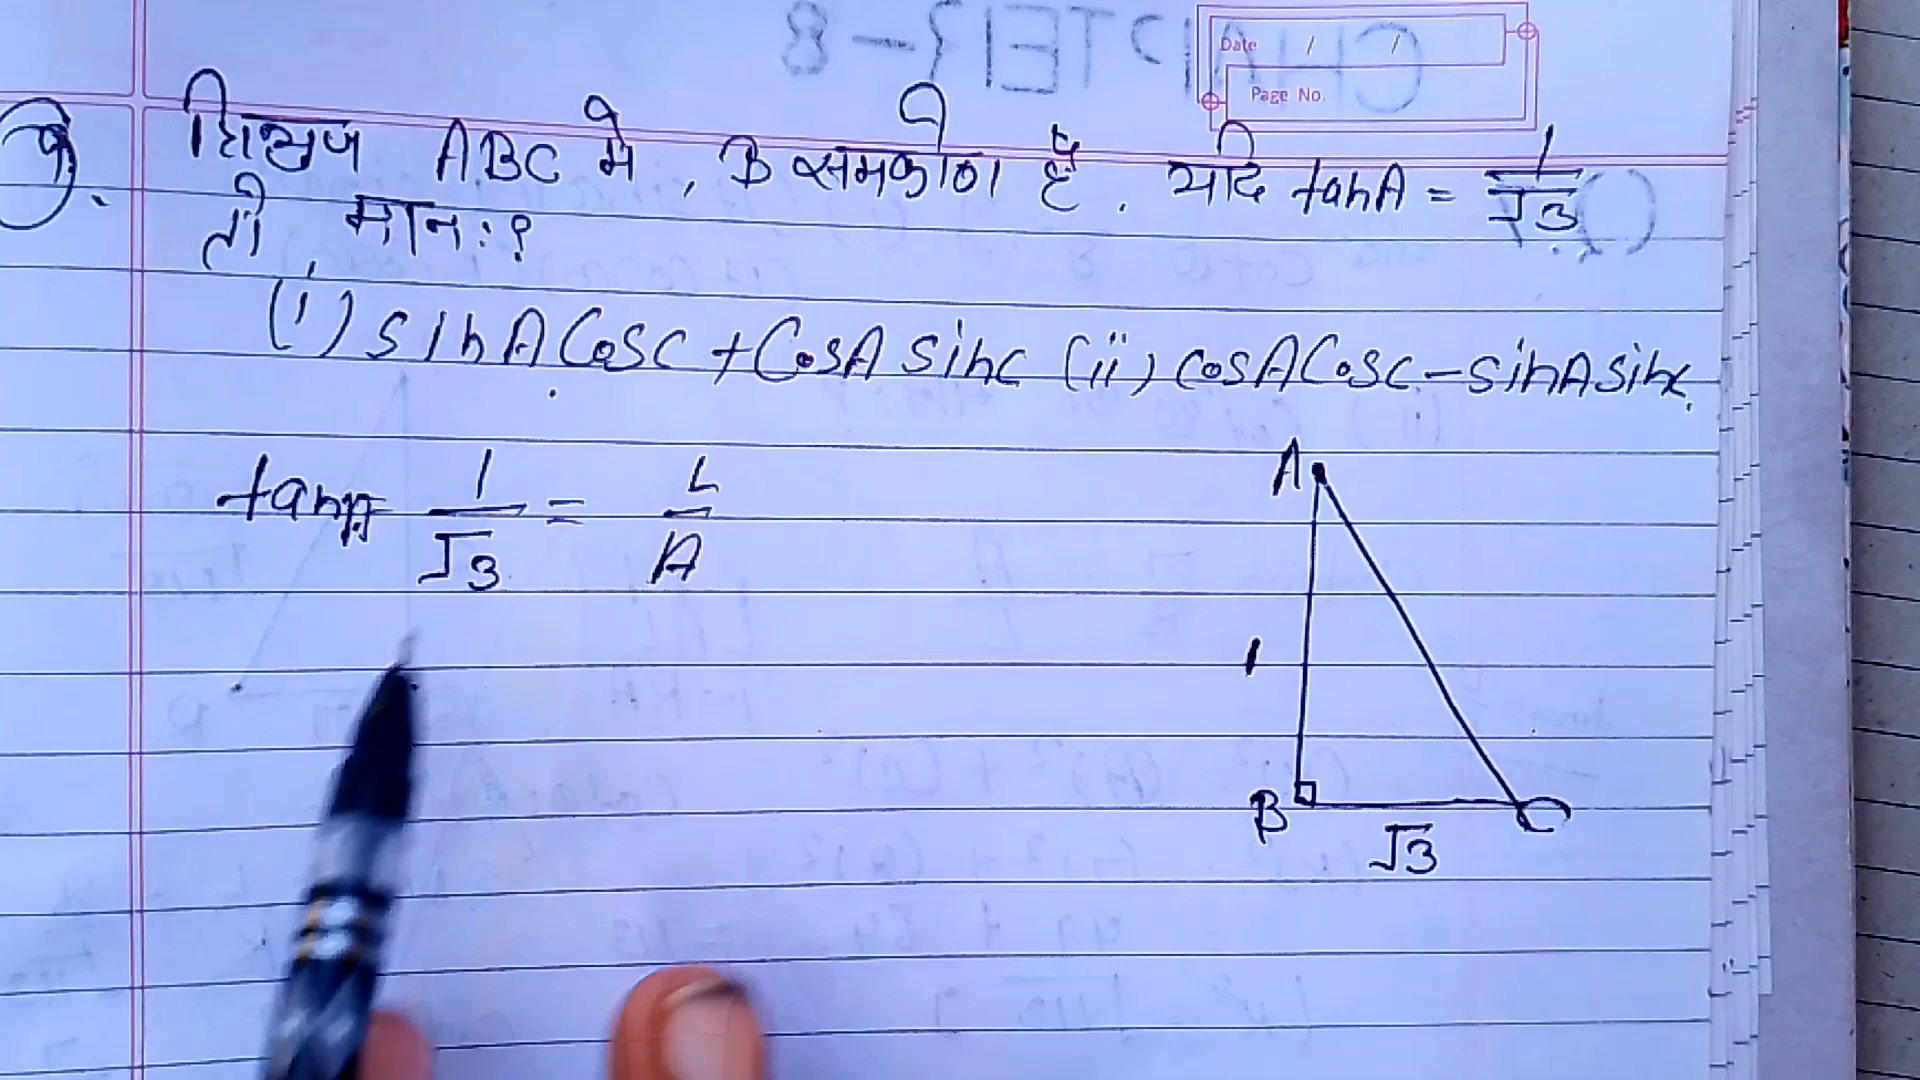 Date / /
Page No.
प्र. त्रिभुज ABC मे , B समकोण है . यदि tanA = 1/√3
तो , मान : ?
(i) sinA CosC + CosA sinC (ii) cosA CosC - sinA sinC.
tanA 1/√3 = L/A
A
1
B
C
√3